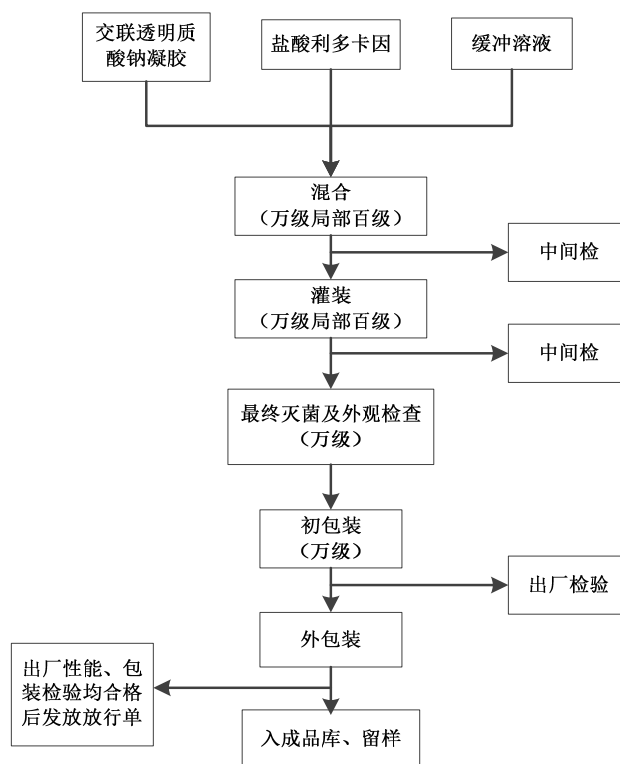 交联透明质
酸钠凝胶
盐酸利多卡因
缓冲溶液
混合
（万级局部百级）
中间检
灌装
（万级局部百级）
中间检
最终灭菌及外观检查
（万级）
初包装
（万级）
出厂检验
外包装
出厂性能、包
装检验均合格
后发放放行单
入成品库、留样